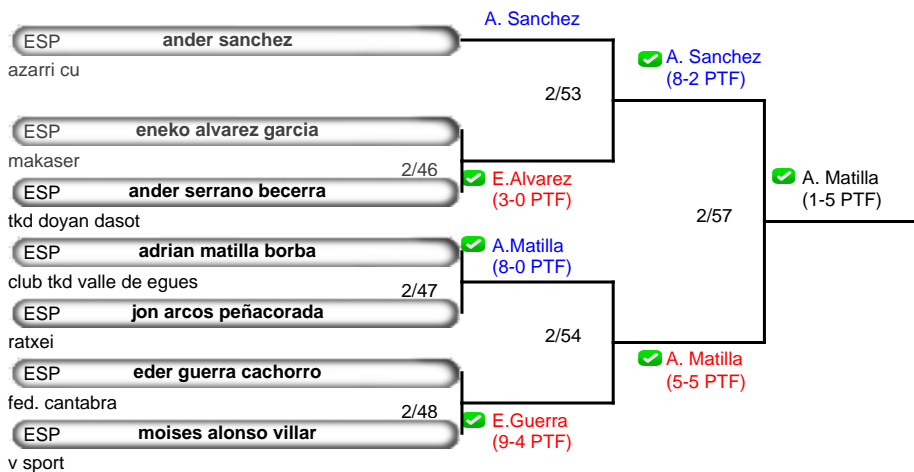 A. Sanchez
ESP ander sanchez
azarri cu
A. Sanchez
(8-2 PTF)
2/53
ESP eneko alvarez garcia
makaser
2/46
E.Alvarez
(3-0 PTF)
ESP ander serrano becerra
tkd doyan dasot
A. Matilla
(1-5 PTF)
2/57
ESP adrian matilla borba
club tkd valle de egues
A.Matilla
(8-0 PTF)
2/47
ESP jon arcos peñacorada
ratxei
2/54
A. Matilla
(5-5 PTF)
ESP eder guerra cachorro
fed. cantabra
2/48
E.Guerra
(9-4 PTF)
ESP moises alonso villar
v sport